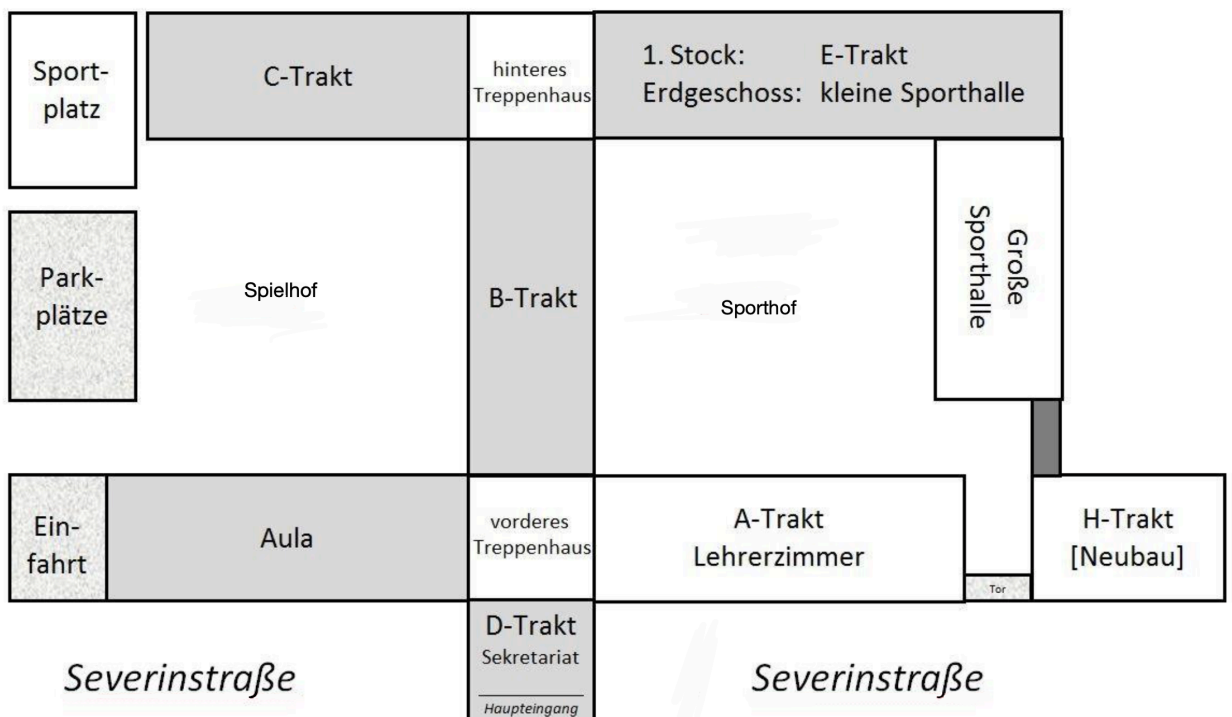 Sport-
platz
C-Trakt
hinteres
Treppenhaus
1. Stock: E-Trakt
Erdgeschoss: kleine Sporthalle
Park-
plätze
Spielhof
B-Trakt
Sporthof
Große
Sporthalle
Ein-
fahrt
Aula
vorderes
Treppenhaus
A-Trakt
Lehrerzimmer
Tor
H-Trakt
[Neubau]
D-Trakt
Sekretariat
Haupteingang
Severinstraße
Severinstraße